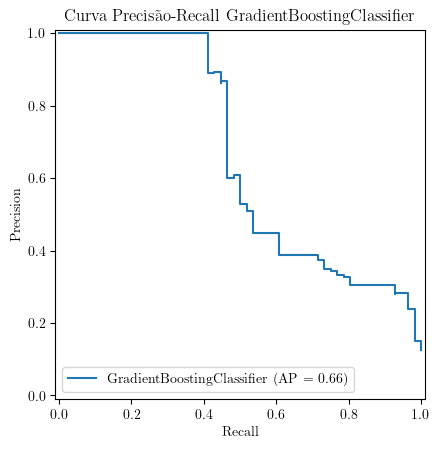 Curva Precisão-Recall GradientBoostingClassifier
1.0
0.8
0.6
0.4
0.2
0.0
Precision
GradientBoostingClassifier (AP = 0.66)
0.0 0.2 0.4 0.6 0.8 1.0
Recall